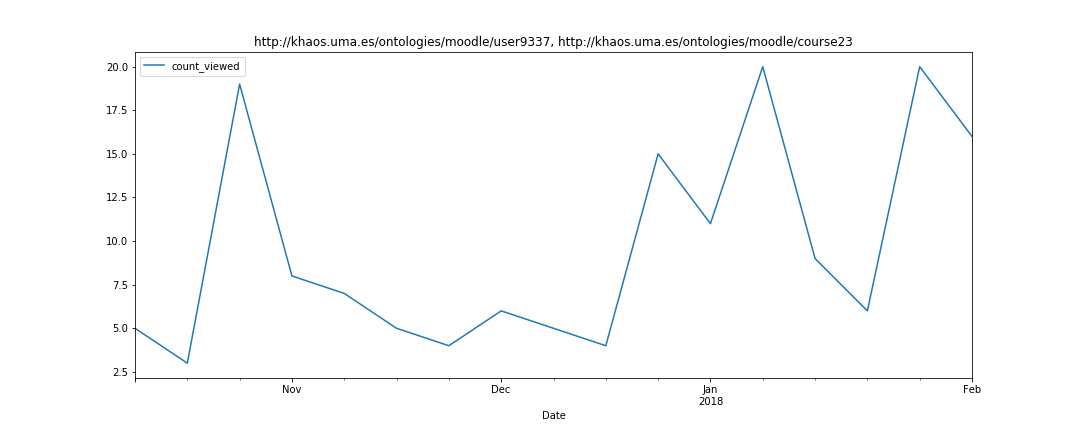 http://khaos.uma.es/ontologies/moodle/user9337, http://khaos.uma.es/ontologies/moodle/course23
count_viewed
20.0
17.5
15.0
12.5
10.0
7.5
5.0
2.5
Nov
Dec
Jan
2018
Feb
Date